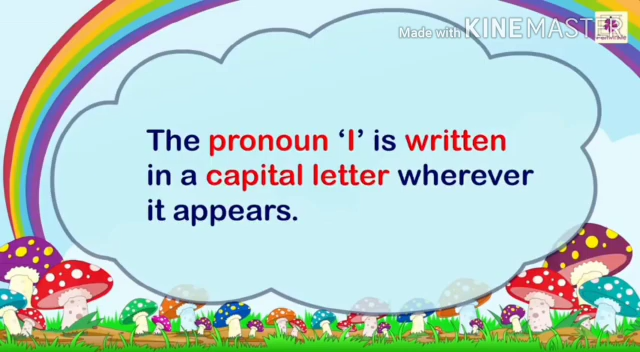 Made with KINEMASTER
The pronoun ‘I’ is written
in a capital letter wherever
it appears.